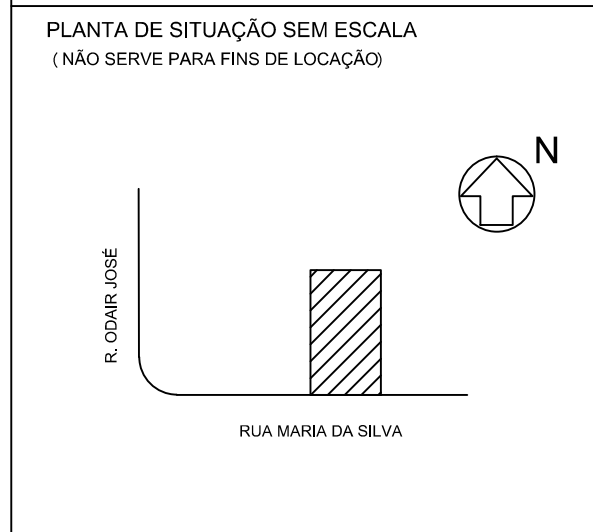 PLANTA DE SITUAÇÃO SEM ESCALA
( NÃO SERVE PARA FINS DE LOCAÇÃO)
N
R. ODAIR JOSÉ
RUA MARIA DA SILVA